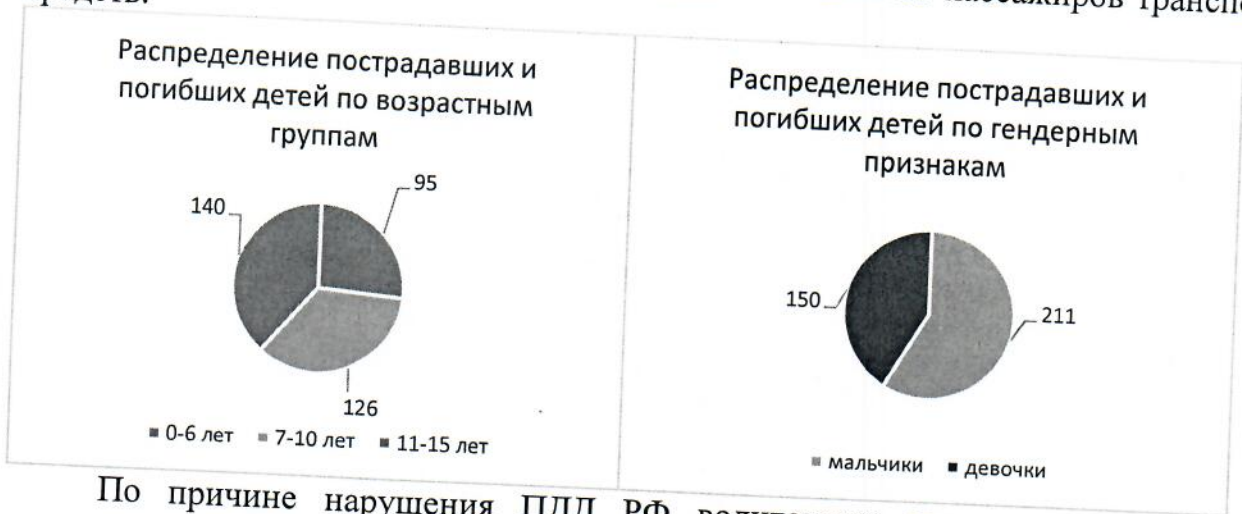 пассажиров
Распределение пострадавших и
погибших детей по возрастным
группам
95
140
126
0-6 лет 7-10 лет 11-15 лет
Распределение пострадавших и
погибших детей по гендерным
признакам
150
211
мальчики девочки
По причине нарушения ПДД РФ